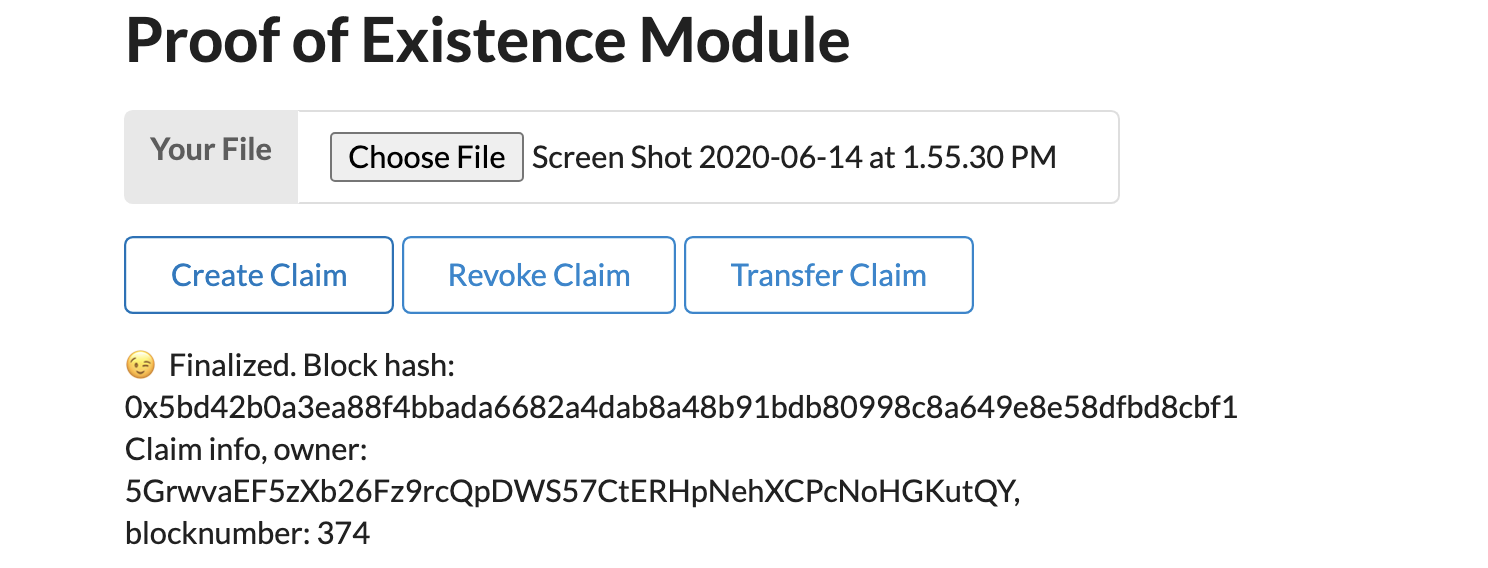 Proof of Existence Module
Your File
Choose File Screen Shot 2020-06-14 at 1.55.30 PM
Create Claim Revoke Claim Transfer Claim
😉 Finalized. Block hash:
0x5bd42b0a3ea88f4bbada6682a4dab8a48b91bdb80998c8a649e8e58dfbd8cbf1
Claim info, owner:
5GrwvaEF5zXb26Fz9rcQpDWS57CtERHpNehXCPcNoHGKutQY,
blocknumber: 374